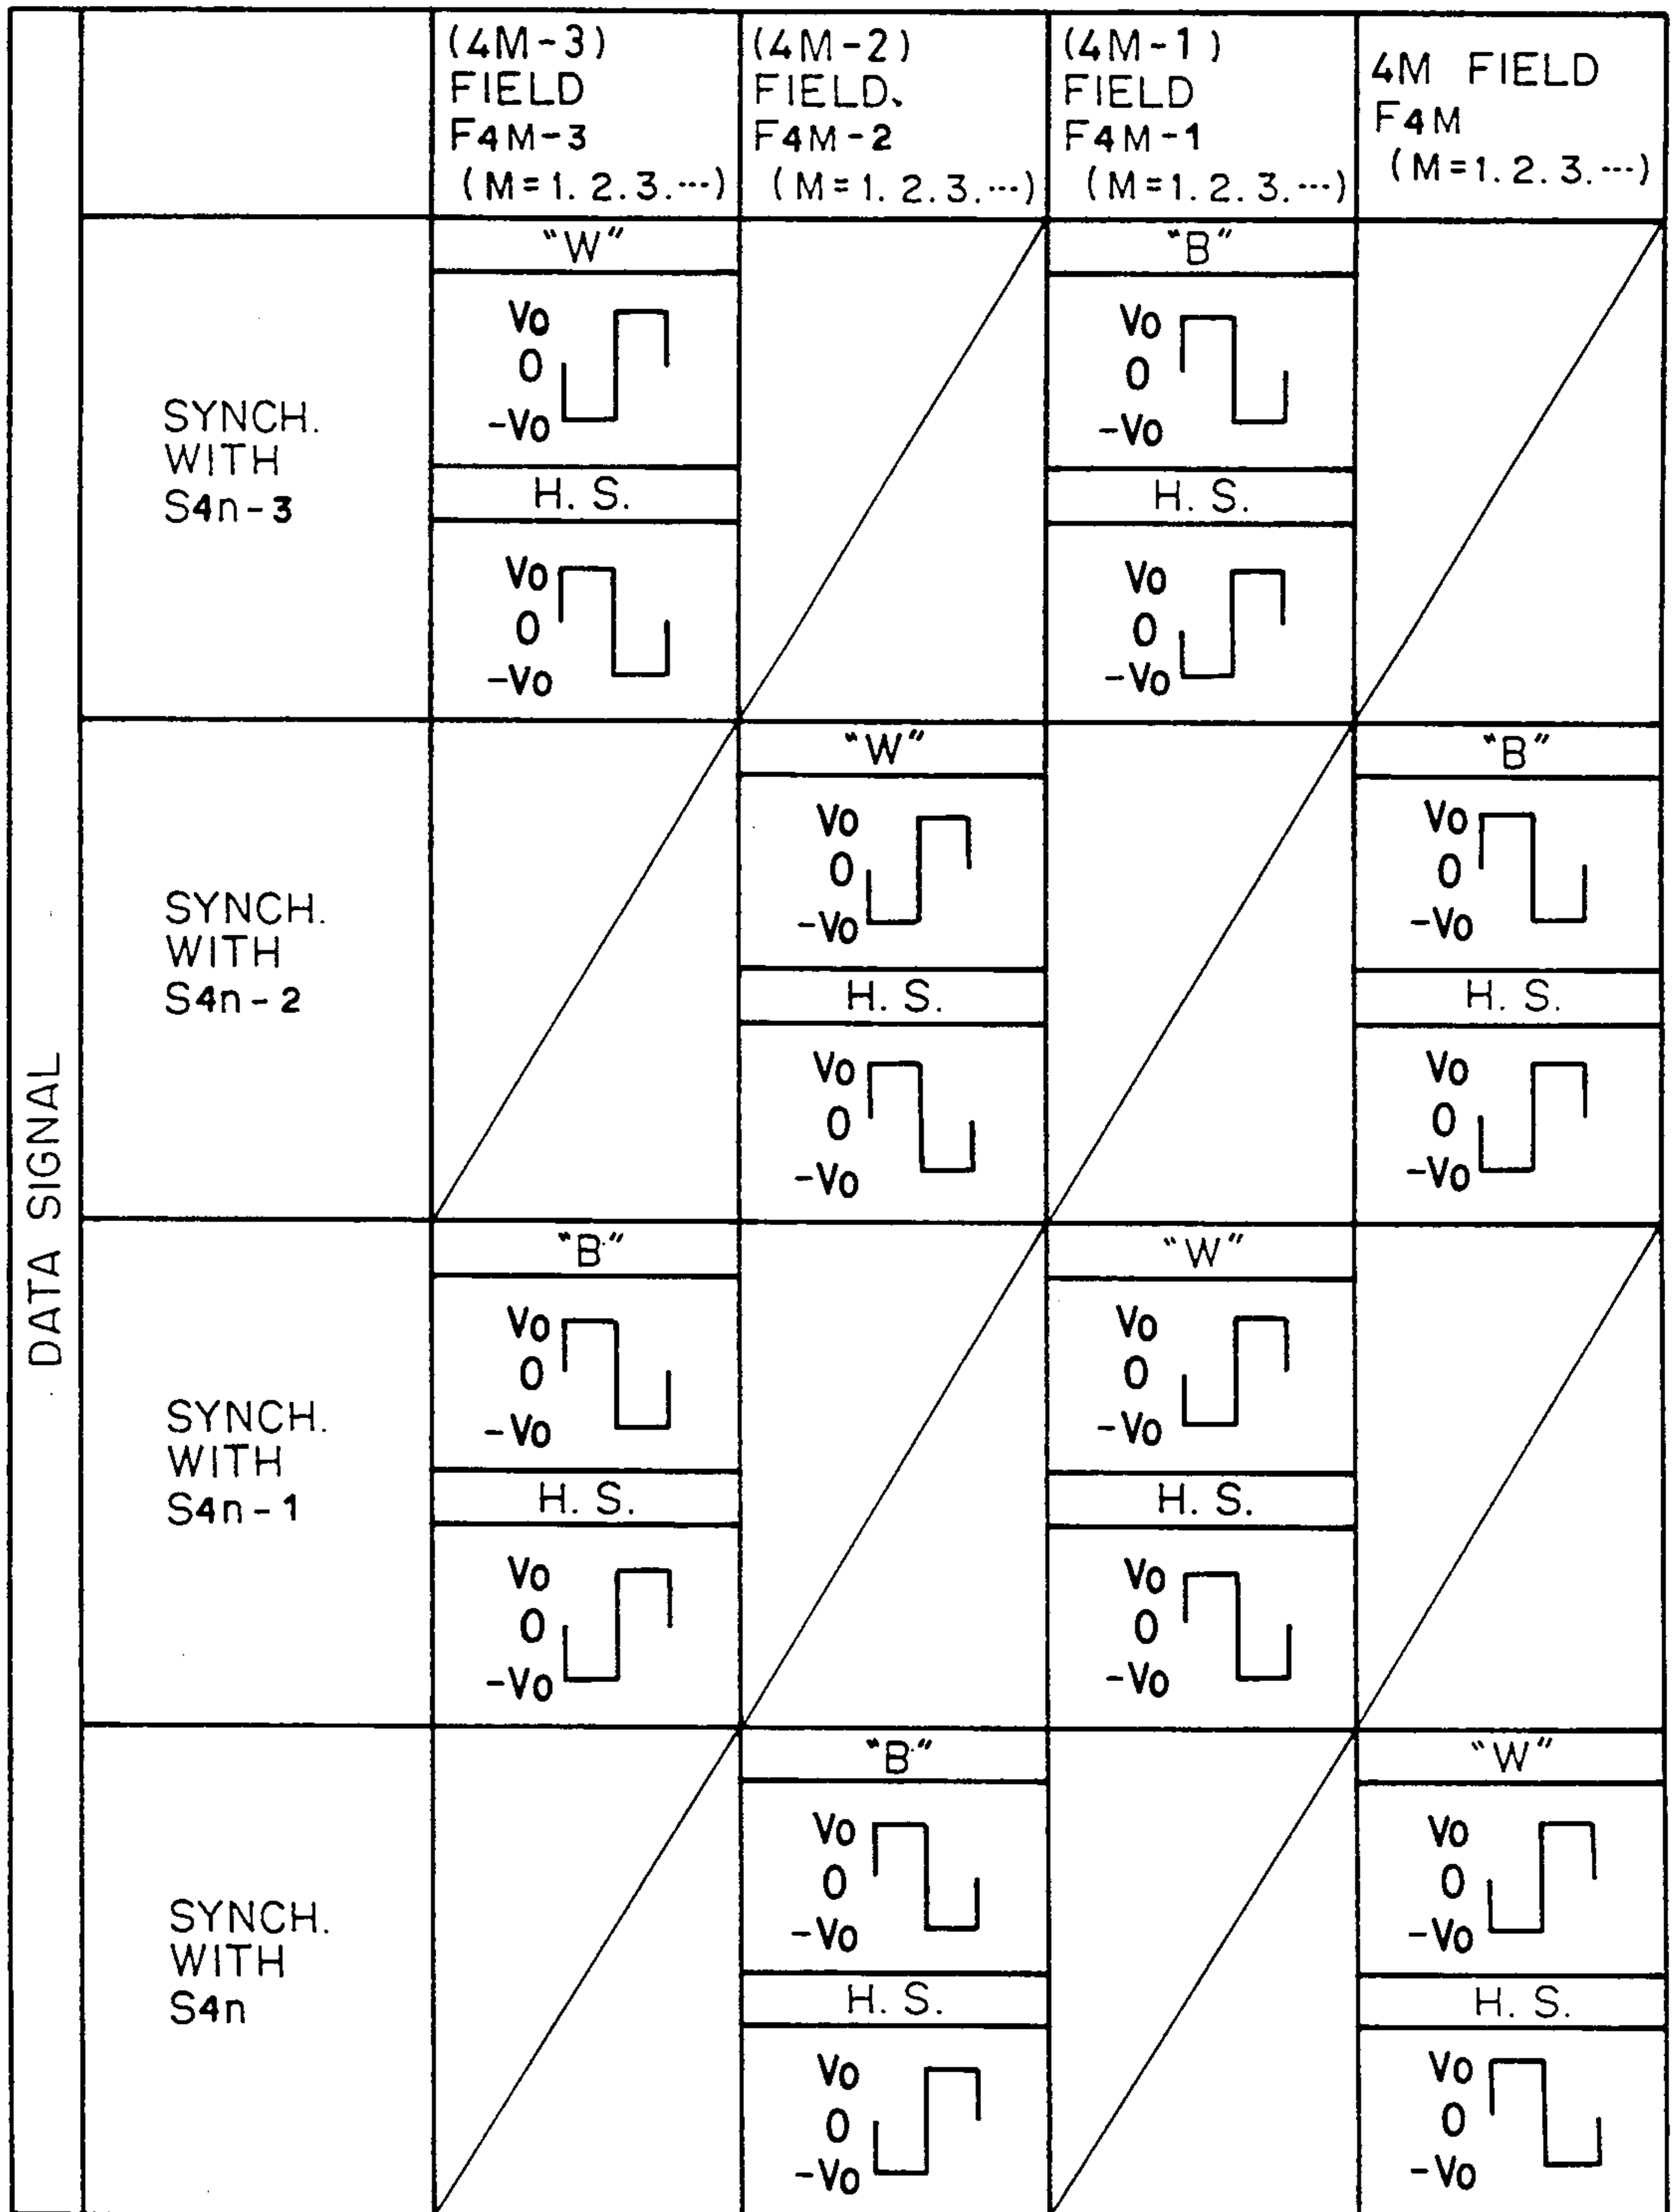 (4M-3)
FIELD
F4M-3
(M=1.2.3.···)
(4M-2)
FIELD.
F4M-2
(M=1.2.3.···)
(4M-1)
FIELD
F4M-1
(M=1.2.3.···)
4M FIELD
F4M
(M=1.2.3.···)
DATA SIGNAL
SYNCH.
WITH
S4n-3
"W"
Vo
0
-Vo
H. S.
Vo
0
-Vo
"B"
Vo
0
-Vo
H. S.
Vo
0
-Vo
SYNCH.
WITH
S4n-2
"W"
Vo
0
-Vo
H. S.
Vo
0
-Vo
"B"
Vo
0
-Vo
H. S.
Vo
0
-Vo
SYNCH.
WITH
S4n-1
"B"
Vo
0
-Vo
H. S.
Vo
0
-Vo
"W"
Vo
0
-Vo
H. S.
Vo
0
-Vo
SYNCH.
WITH
S4n
"B"
Vo
0
-Vo
H. S.
Vo
0
-Vo
"W"
Vo
0
-Vo
H. S.
Vo
0
-Vo